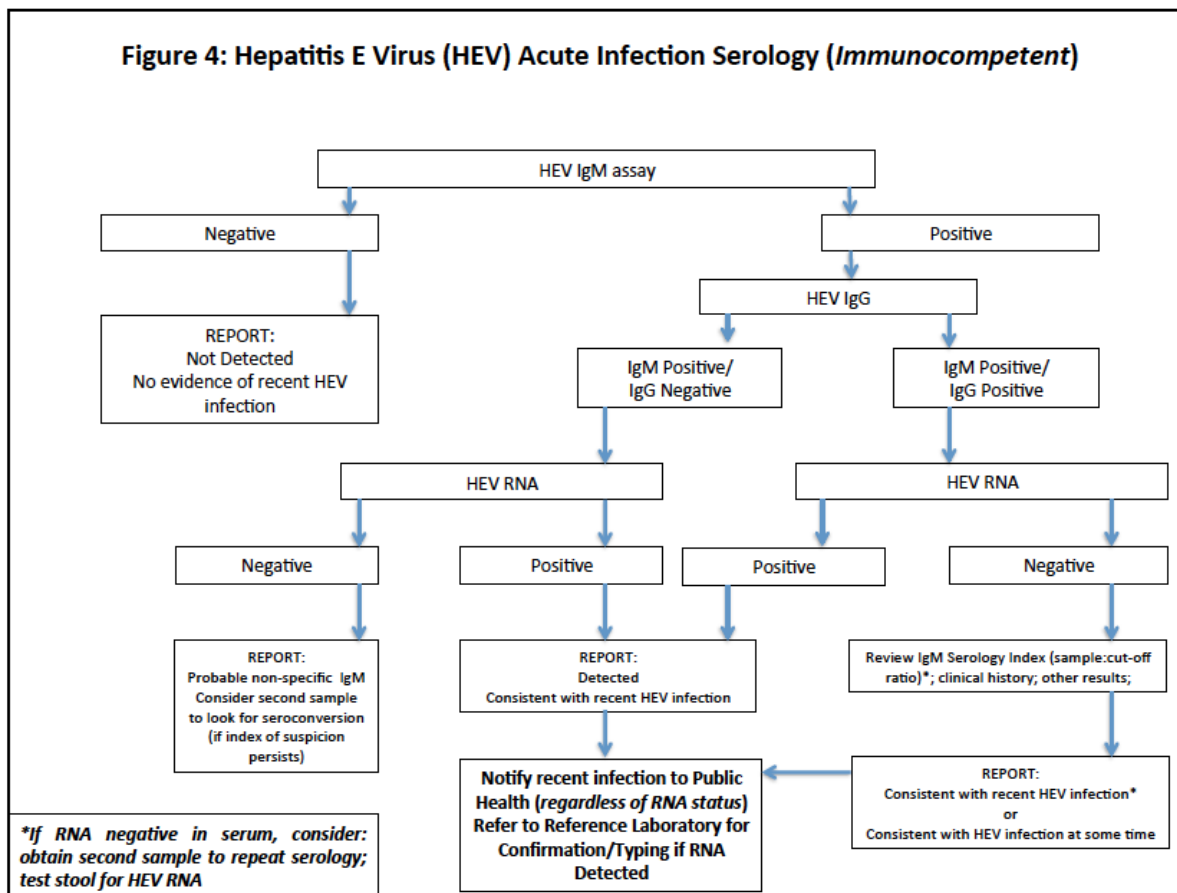 Figure 4: Hepatitis E Virus (HEV) Acute Infection Serology (Immunocompetent)
HEV IgM assay
Negative
Positive
HEV IgG
REPORT:
Not Detected
No evidence of recent HEV
infection
IgM Positive/
IgG Negative
IgM Positive/
IgG Positive
HEV RNA
HEV RNA
Negative
Positive
Positive
Negative
REPORT:
Probable non-specific IgM
Consider second sample
to look for seroconversion
(if index of suspicion
persists)
REPORT:
Detected
Consistent with recent HEV infection
Review IgM Serology Index (sample:cut-off
ratio)*; clinical history; other results;
Notify recent infection to Public
Health (regardless of RNA status)
Refer to Reference Laboratory for
Confirmation/Typing if RNA
Detected
REPORT:
Consistent with recent HEV infection*
or
Consistent with HEV infection at some time
*If RNA negative in serum, consider:
obtain second sample to repeat serology;
test stool for HEV RNA